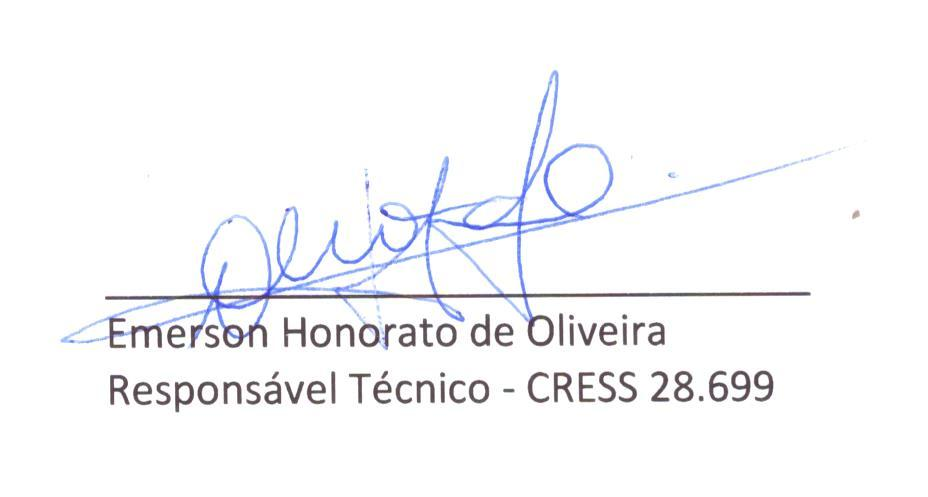 Emerson Honorato de Oliveira
Responsável Técnico - CRESS 28.699